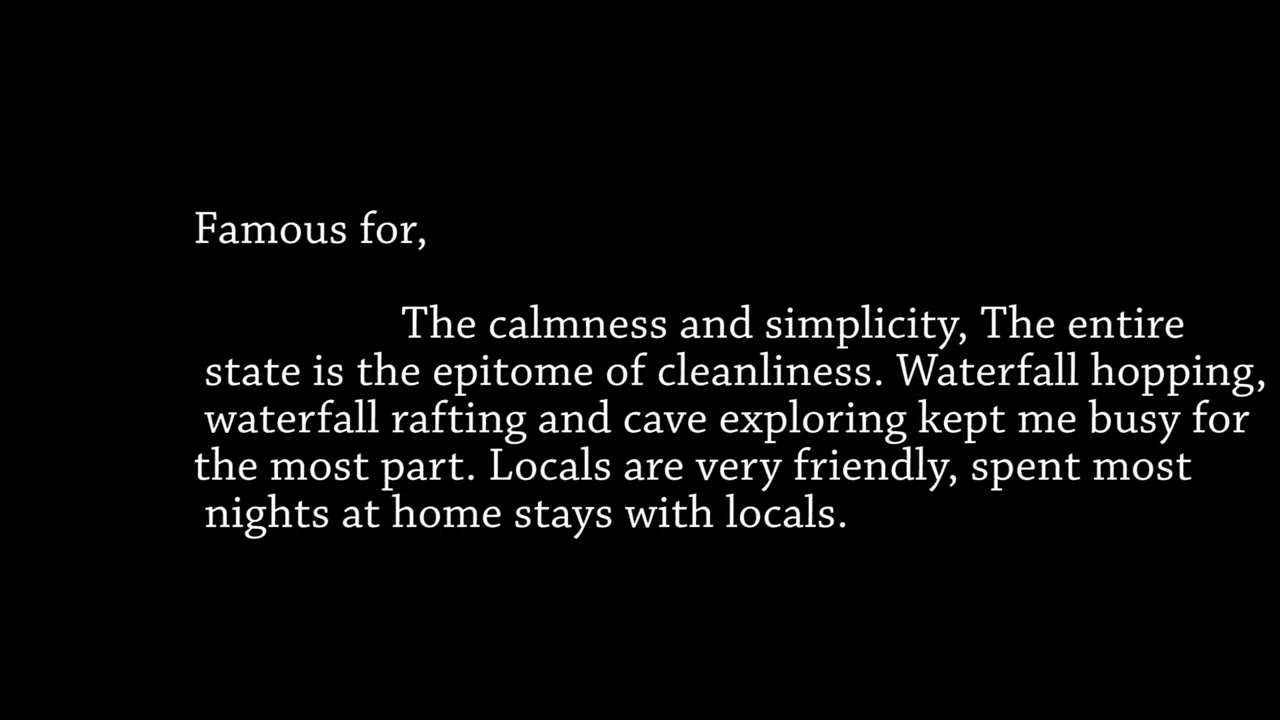 Famous for,
The calmness and simplicity, The entire
state is the epitome of cleanliness. Waterfall hopping,
waterfall rafting and cave exploring kept me busy for
the most part. Locals are very friendly, spent most
nights at home stays with locals.